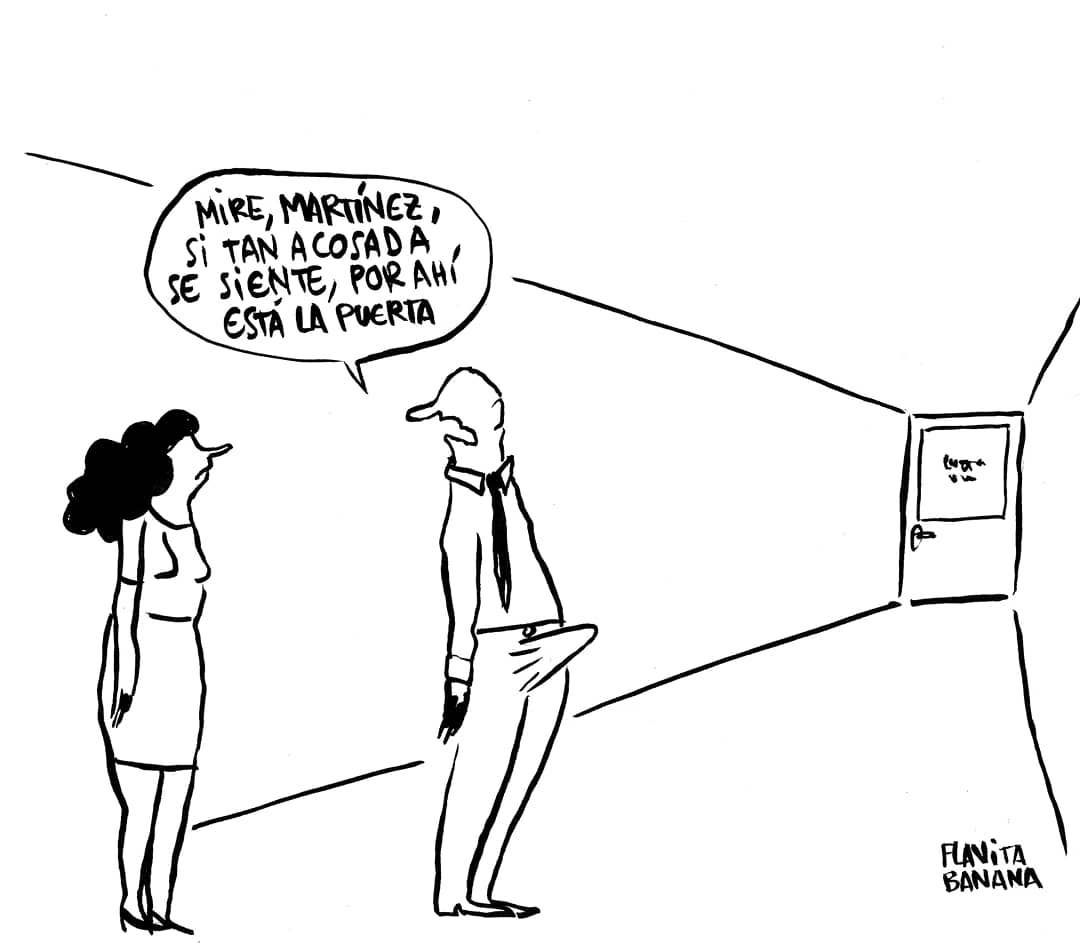 MIRE, MARTÍNEZ,
SI TAN ACOSADA
SE SIENTE, POR AHÍ
ESTÁ LA PUERTA
FLAVITA
BANANA